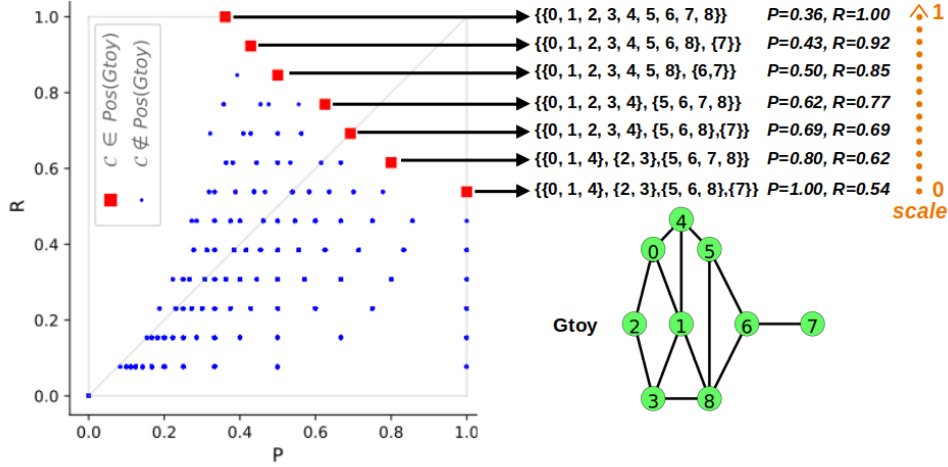 {{0, 1, 2, 3, 4, 5, 6, 7, 8}} P=0.36, R=1.00
{{0, 1, 2, 3, 4, 5, 6, 8}, {7}} P=0.43, R=0.92
{{0, 1, 2, 3, 4, 5, 8}, {6,7}} P=0.50, R=0.85
{{0, 1, 2, 3, 4}, {5, 6, 7, 8}} P=0.62, R=0.77
{{0, 1, 2, 3, 4}, {5, 6, 8},{7}} P=0.69, R=0.69
{{0, 1, 4}, {2, 3},{5, 6, 7, 8}} P=0.80, R=0.62
{{0, 1, 4}, {2, 3},{5, 6, 8},{7}} P=1.00, R=0.54
1
0
scale
C ∈ Pos(Gtoy)
C ∉ Pos(Gtoy)
R
1.0
0.8
0.6
0.4
0.2
0.0
0.0 0.2 0.4 0.6 0.8 1.0
P
Gtoy
4
0 5
2 1 6 7
3 8